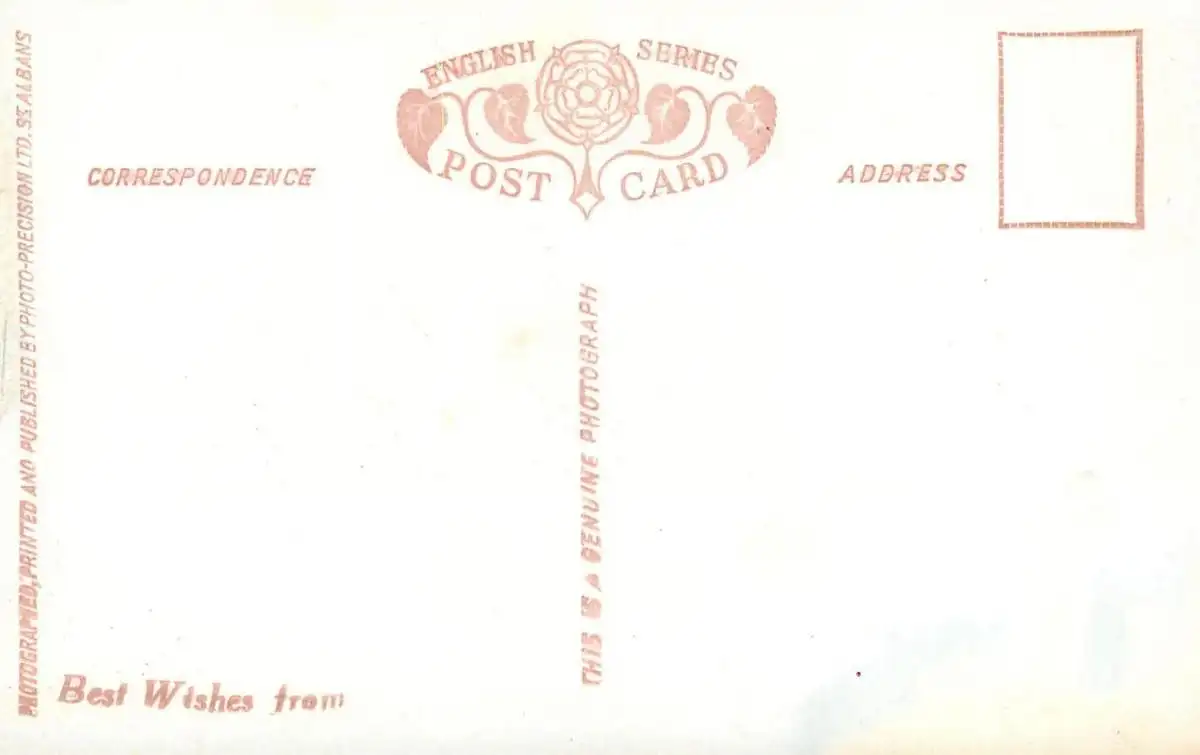 ENGLISH SERIES
POST CARD
CORRESPONDENCE
ADDRESS
THIS IS A GENUINE PHOTOGRAPH
PHOTOGRAPHED, PRINTED AND PUBLISHED BY PHOTO-PRECISION LTD. ST. ALBANS
Best Wishes from